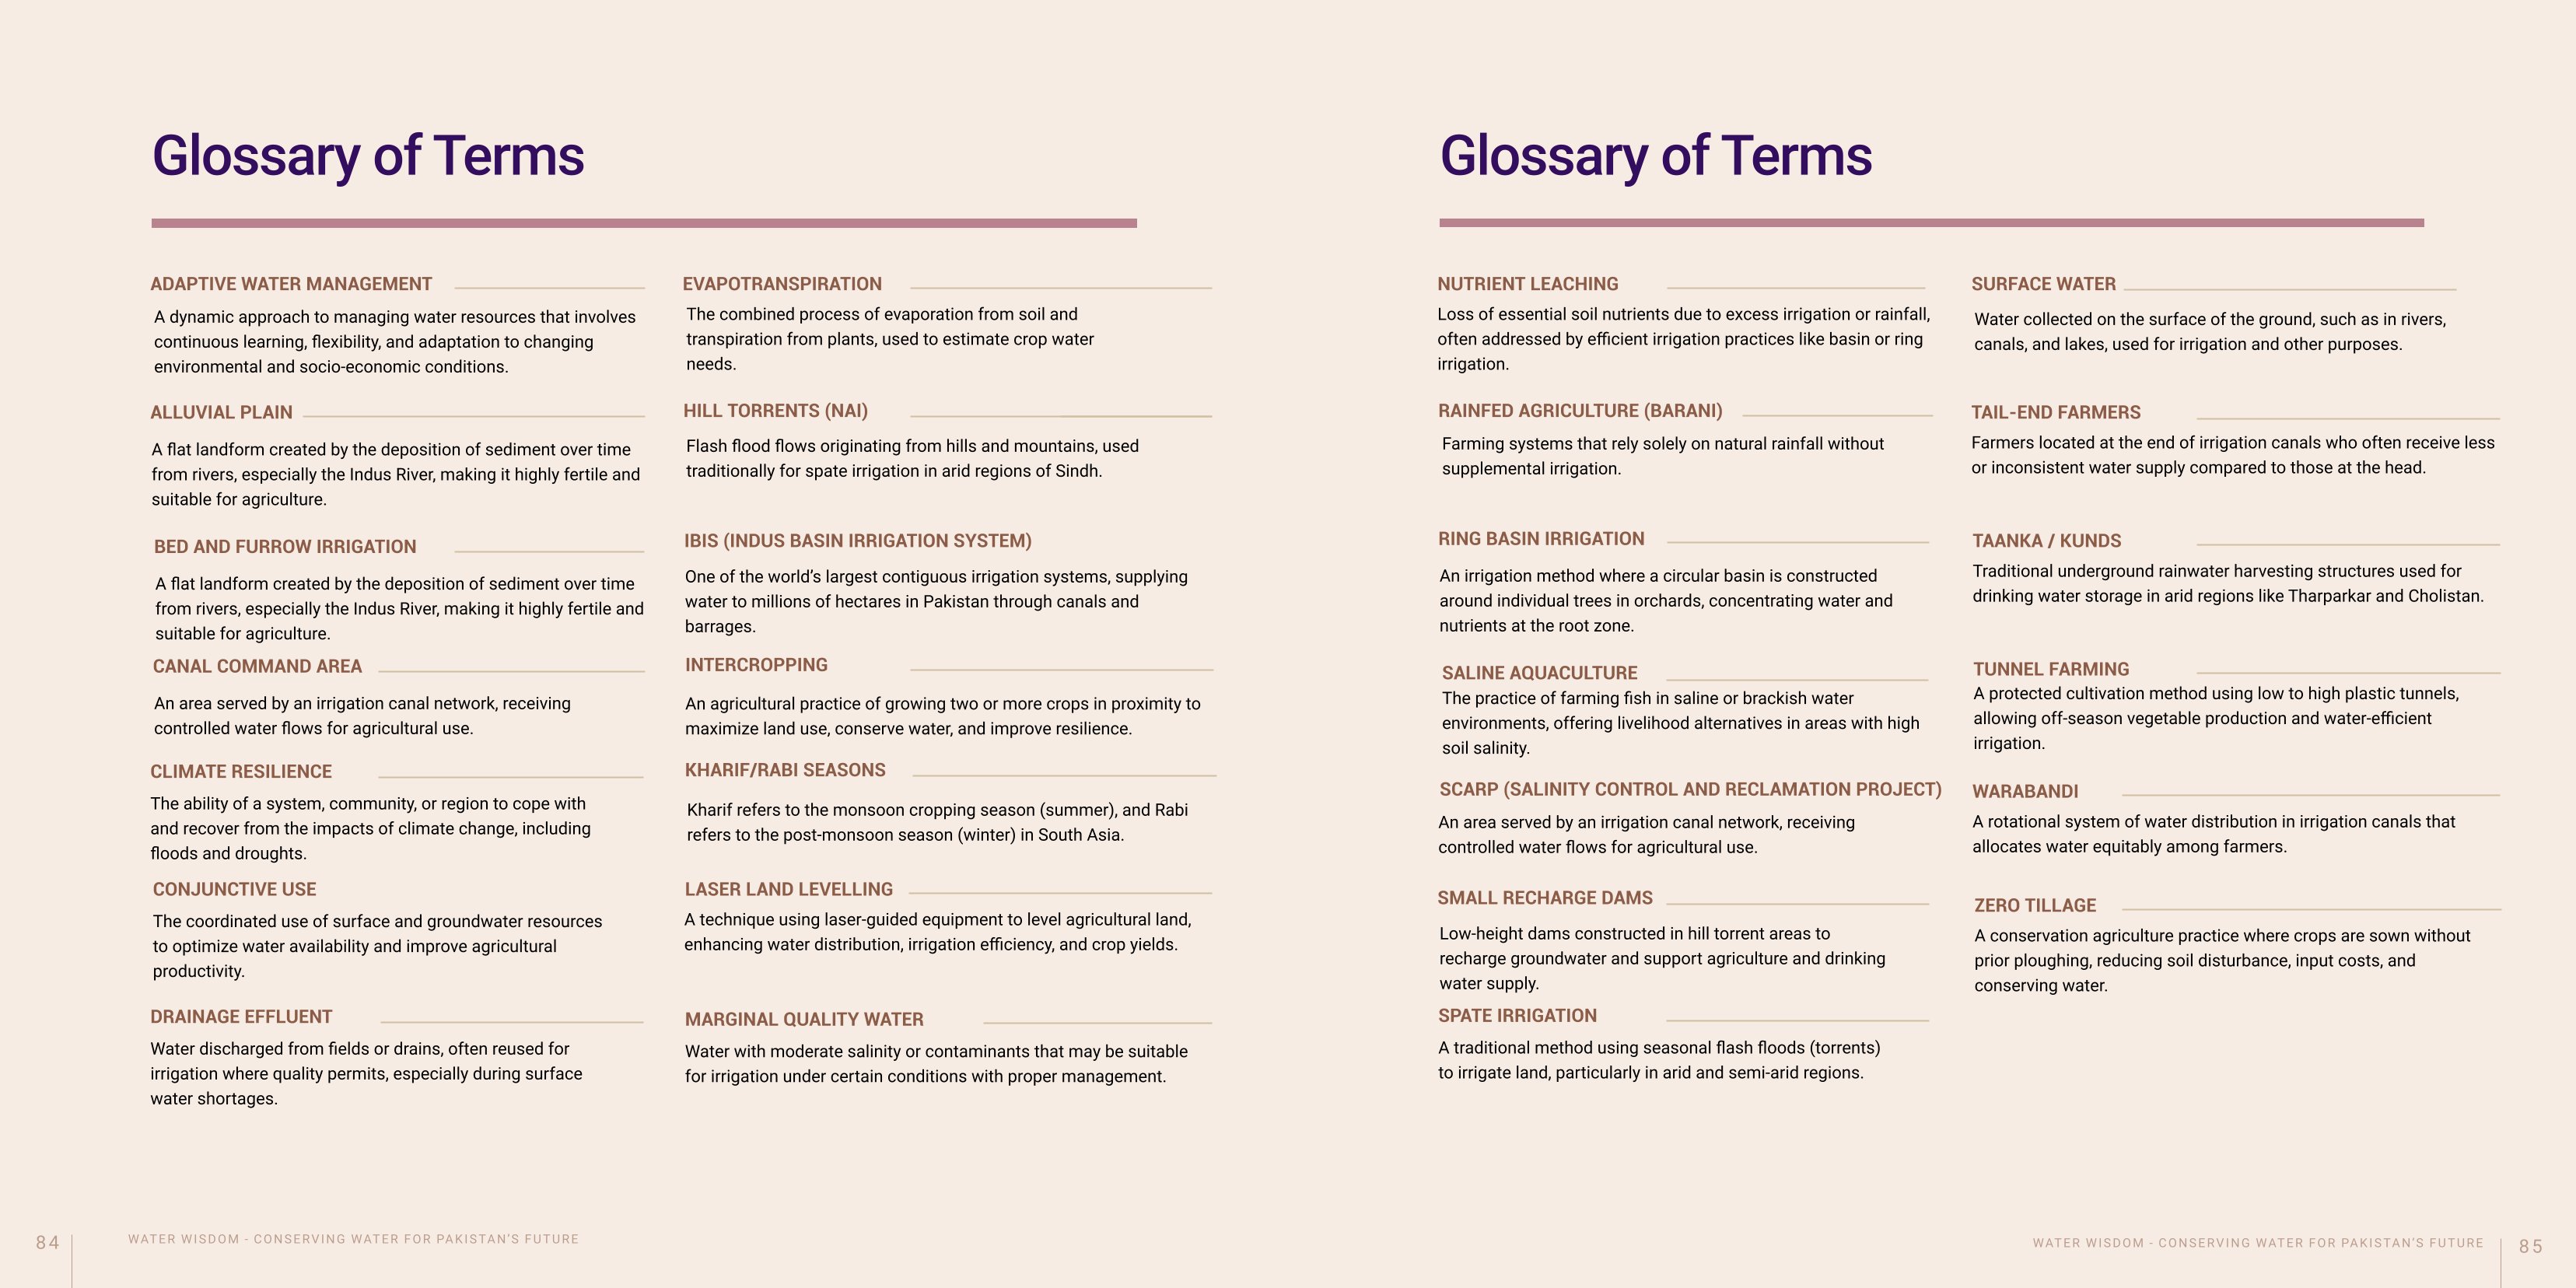 Glossary of Terms
ADAPTIVE WATER MANAGEMENT
A dynamic approach to managing water resources that involves
continuous learning, flexibility, and adaptation to changing
environmental and socio-economic conditions.
ALLUVIAL PLAIN
A flat landform created by the deposition of sediment over time
from rivers, especially the Indus River, making it highly fertile and
suitable for agriculture.
BED AND FURROW IRRIGATION
A flat landform created by the deposition of sediment over time
from rivers, especially the Indus River, making it highly fertile and
suitable for agriculture.
CANAL COMMAND AREA
An area served by an irrigation canal network, receiving
controlled water flows for agricultural use.
CLIMATE RESILIENCE
The ability of a system, community, or region to cope with
and recover from the impacts of climate change, including
floods and droughts.
CONJUNCTIVE USE
The coordinated use of surface and groundwater resources
to optimize water availability and improve agricultural
productivity.
DRAINAGE EFFLUENT
Water discharged from fields or drains, often reused for
irrigation where quality permits, especially during surface
water shortages.
EVAPOTRANSPIRATION
The combined process of evaporation from soil and
transpiration from plants, used to estimate crop water
needs.
HILL TORRENTS (NAI)
Flash flood flows originating from hills and mountains, used
traditionally for spate irrigation in arid regions of Sindh.
IBIS (INDUS BASIN IRRIGATION SYSTEM)
One of the world’s largest contiguous irrigation systems, supplying
water to millions of hectares in Pakistan through canals and
barrages.
INTERCROPPING
An agricultural practice of growing two or more crops in proximity to
maximize land use, conserve water, and improve resilience.
KHARIF/RABI SEASONS
Kharif refers to the monsoon cropping season (summer), and Rabi
refers to the post-monsoon season (winter) in South Asia.
LASER LAND LEVELLING
A technique using laser-guided equipment to level agricultural land,
enhancing water distribution, irrigation efficiency, and crop yields.
MARGINAL QUALITY WATER
Water with moderate salinity or contaminants that may be suitable
for irrigation under certain conditions with proper management.
84
WATER WISDOM - CONSERVING WATER FOR PAKISTAN’S FUTURE
Glossary of Terms
NUTRIENT LEACHING
Loss of essential soil nutrients due to excess irrigation or rainfall,
often addressed by efficient irrigation practices like basin or ring
irrigation.
RAINFED AGRICULTURE (BARANI)
Farming systems that rely solely on natural rainfall without
supplemental irrigation.
RING BASIN IRRIGATION
An irrigation method where a circular basin is constructed
around individual trees in orchards, concentrating water and
nutrients at the root zone.
SALINE AQUACULTURE
The practice of farming fish in saline or brackish water
environments, offering livelihood alternatives in areas with high
soil salinity.
SCARP (SALINITY CONTROL AND RECLAMATION PROJECT)
An area served by an irrigation canal network, receiving
controlled water flows for agricultural use.
SMALL RECHARGE DAMS
Low-height dams constructed in hill torrent areas to
recharge groundwater and support agriculture and drinking
water supply.
SPATE IRRIGATION
A traditional method using seasonal flash floods (torrents)
to irrigate land, particularly in arid and semi-arid regions.
SURFACE WATER
Water collected on the surface of the ground, such as in rivers,
canals, and lakes, used for irrigation and other purposes.
TAIL-END FARMERS
Farmers located at the end of irrigation canals who often receive less
or inconsistent water supply compared to those at the head.
TAANKA / KUNDS
Traditional underground rainwater harvesting structures used for
drinking water storage in arid regions like Tharparkar and Cholistan.
TUNNEL FARMING
A protected cultivation method using low to high plastic tunnels,
allowing off-season vegetable production and water-efficient
irrigation.
WARABANDI
A rotational system of water distribution in irrigation canals that
allocates water equitably among farmers.
ZERO TILLAGE
A conservation agriculture practice where crops are sown without
prior ploughing, reducing soil disturbance, input costs, and
conserving water.
WATER WISDOM - CONSERVING WATER FOR PAKISTAN’S FUTURE
85